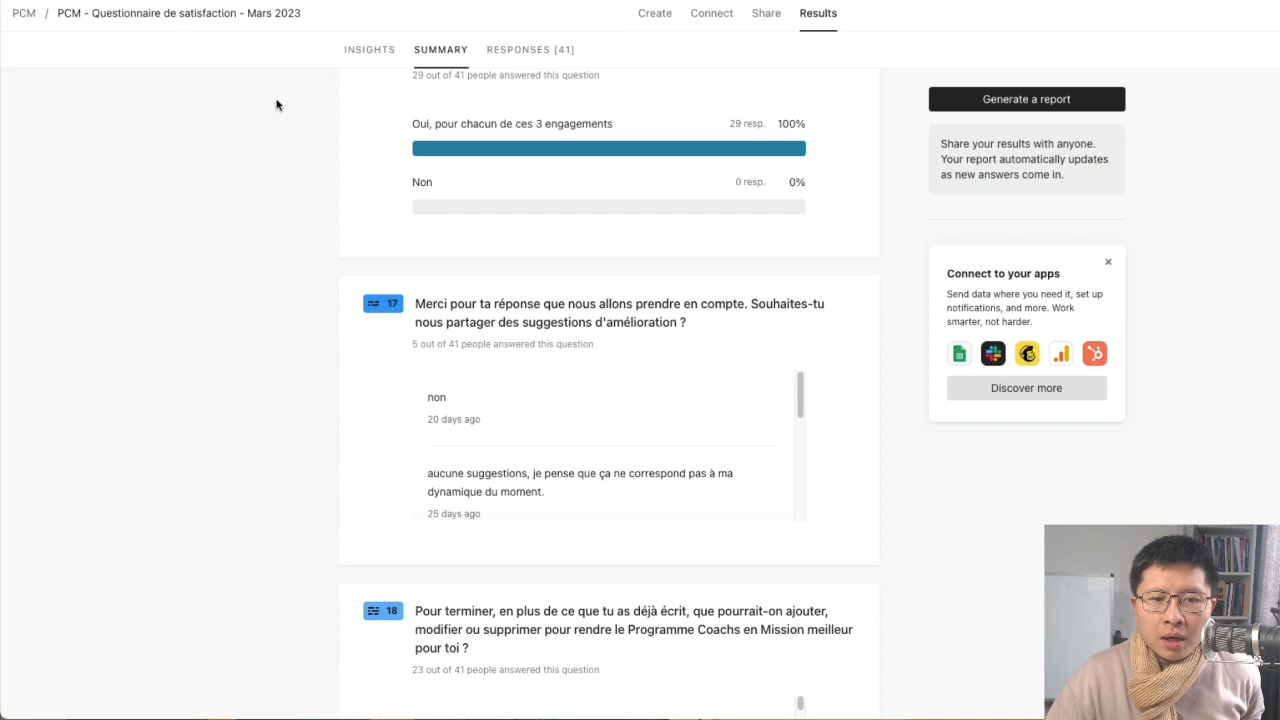 PCM / PCM - Questionnaire de satisfaction - Mars 2023
Create Connect Share Results
INSIGHTS SUMMARY RESPONSES [41]
29 out of 41 people answered this question
Oui, pour chacun de ces 3 engagements 29 resp. 100%
Non 0 resp. 0%
17 Merci pour ta réponse que nous allons prendre en compte. Souhaites-tu
nous partager des suggestions d'amélioration ?
5 out of 41 people answered this question
non
20 days ago
aucune suggestions, je pense que ça ne correspond pas à ma
dynamique du moment.
25 days ago
18 Pour terminer, en plus de ce que tu as déjà écrit, que pourrait-on ajouter,
modifier ou supprimer pour rendre le Programme Coachs en Mission meilleur
pour toi ?
23 out of 41 people answered this question
Generate a report
Share your results with anyone.
Your report automatically updates
as new answers come in.
Connect to your apps
Send data where you need it, set up
notifications, and more. Work
smarter, not harder.
Discover more